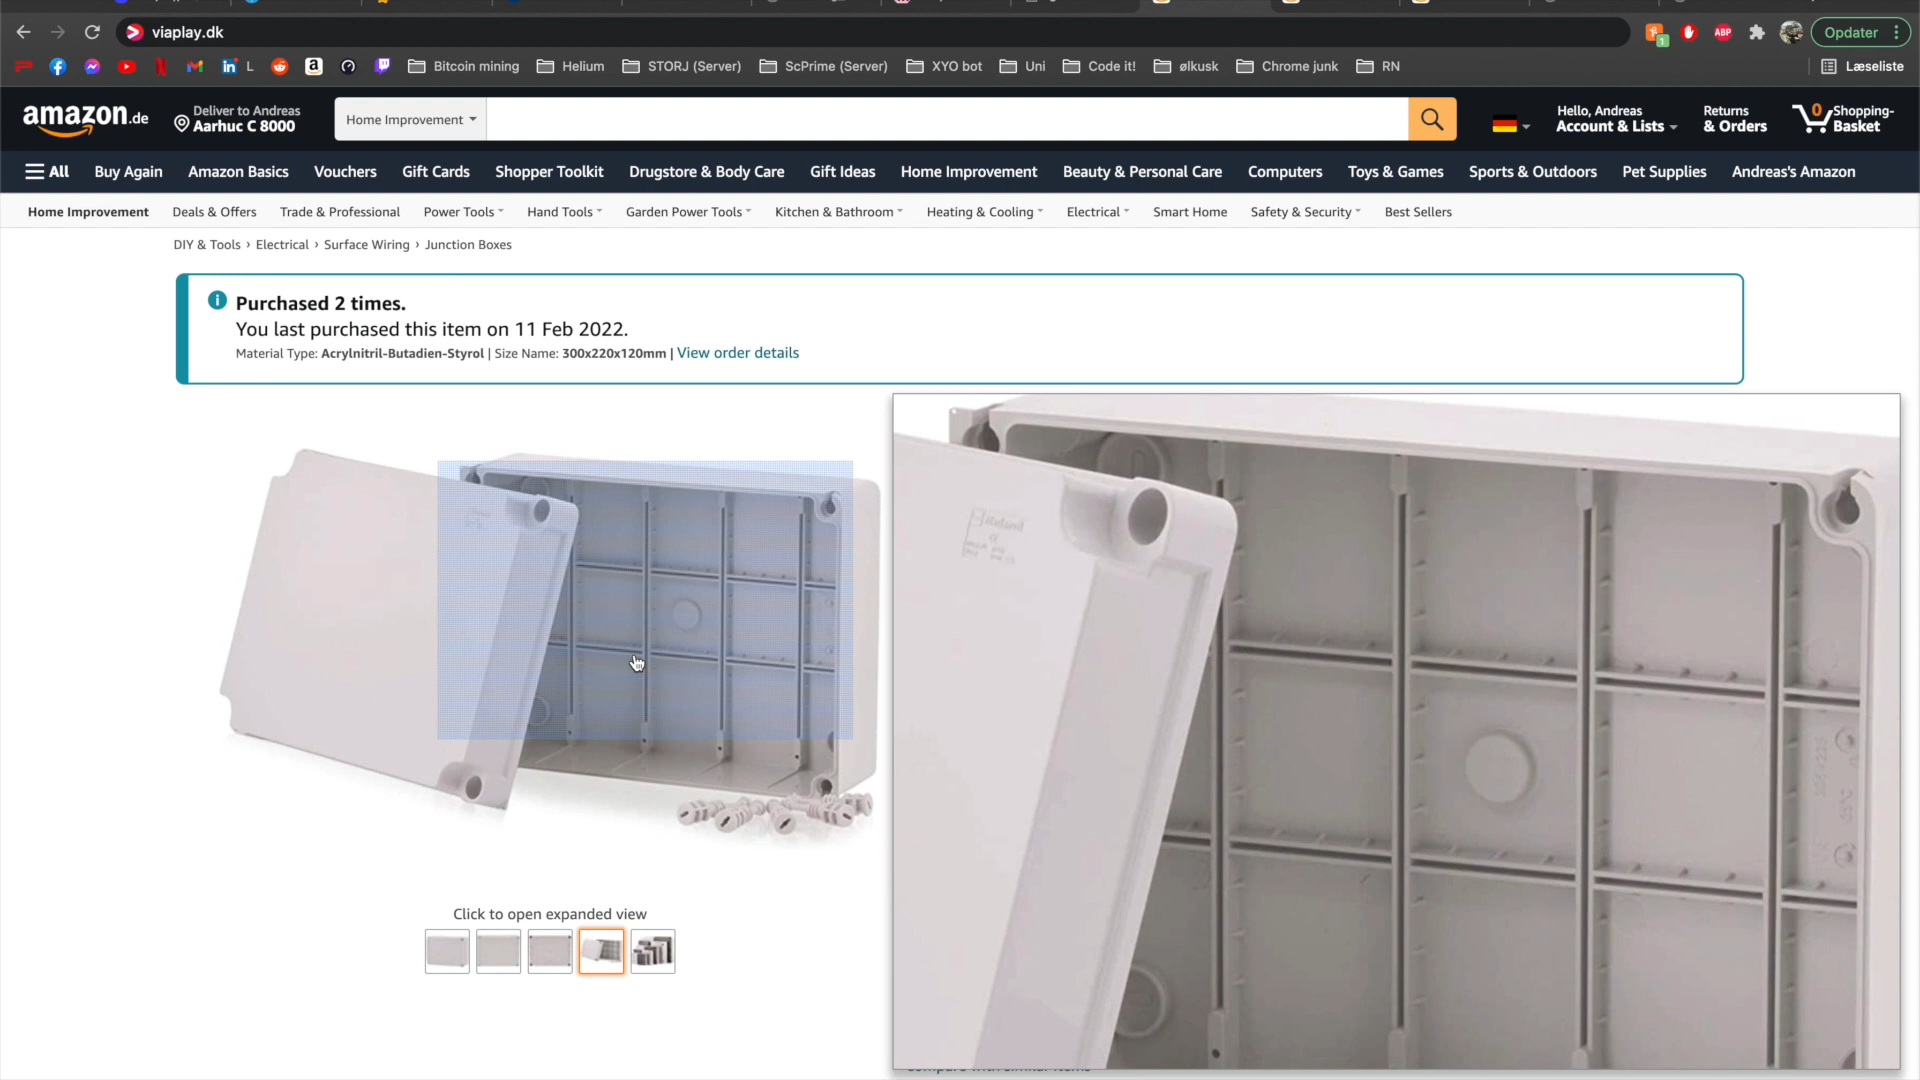 viaplay.dk
Opdater
1
L
Bitcoin mining
Helium
STORJ (Server)
ScPrime (Server)
XYO bot
Uni
Code it!
ølkusk
Chrome junk
RN
Læseliste
ABP
amazon.de
Deliver to Andreas
Aarhuc C 8000
Home Improvement
Hello, Andreas
Account & Lists
Returns
& Orders
0
Shopping-
Basket
All
Buy Again
Amazon Basics
Vouchers
Gift Cards
Shopper Toolkit
Drugstore & Body Care
Gift Ideas
Home Improvement
Beauty & Personal Care
Computers
Toys & Games
Sports & Outdoors
Pet Supplies
Andreas's Amazon
Home Improvement
Deals & Offers
Trade & Professional
Power Tools
Hand Tools
Garden Power Tools
Kitchen & Bathroom
Heating & Cooling
Electrical
Smart Home
Safety & Security
Best Sellers
DIY & Tools › Electrical › Surface Wiring › Junction Boxes
Purchased 2 times.
You last purchased this item on 11 Feb 2022.
Material Type: Acrylnitril-Butadien-Styrol | Size Name: 300x220x120mm | View order details
Click to open expanded view